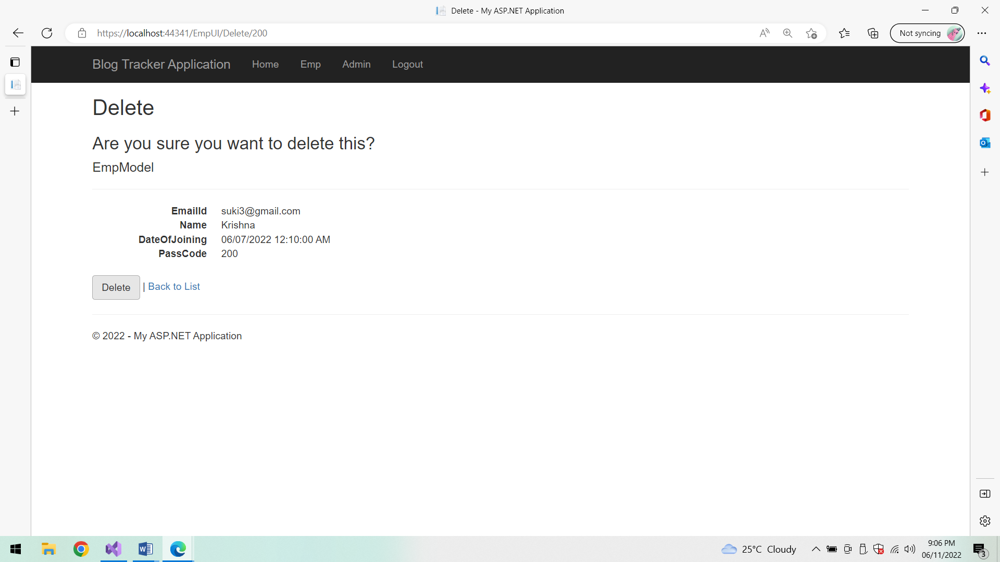 Delete - My ASP.NET Application
https://localhost:44341/EmpUI/Delete/200
Not syncing
Blog Tracker Application Home Emp Admin Logout
Delete
Are you sure you want to delete this?
EmpModel
EmailId suki3@gmail.com
Name Krishna
DateOfJoining 06/07/2022 12:10:00 AM
PassCode 200
Delete | Back to List
© 2022 - My ASP.NET Application
25°C Cloudy
9:06 PM
06/11/2022
3